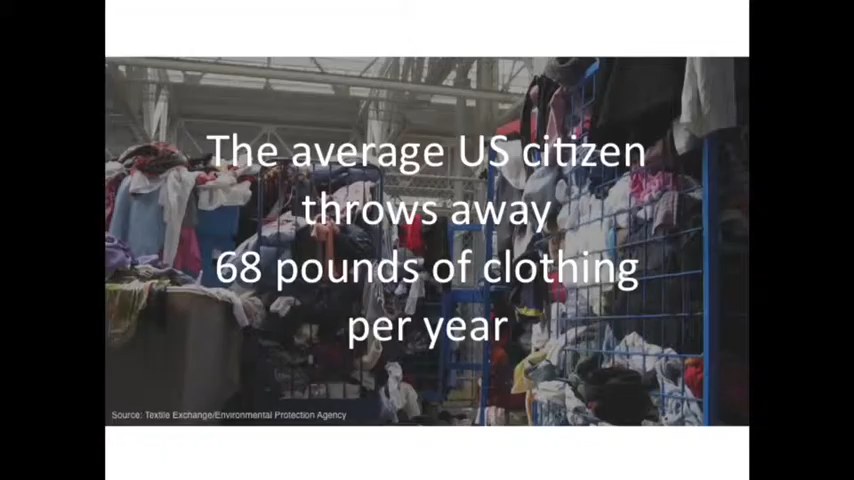 The average US citizen
throws away
68 pounds of clothing
per year
Source: Textile Exchange/Environmental Protection Agency